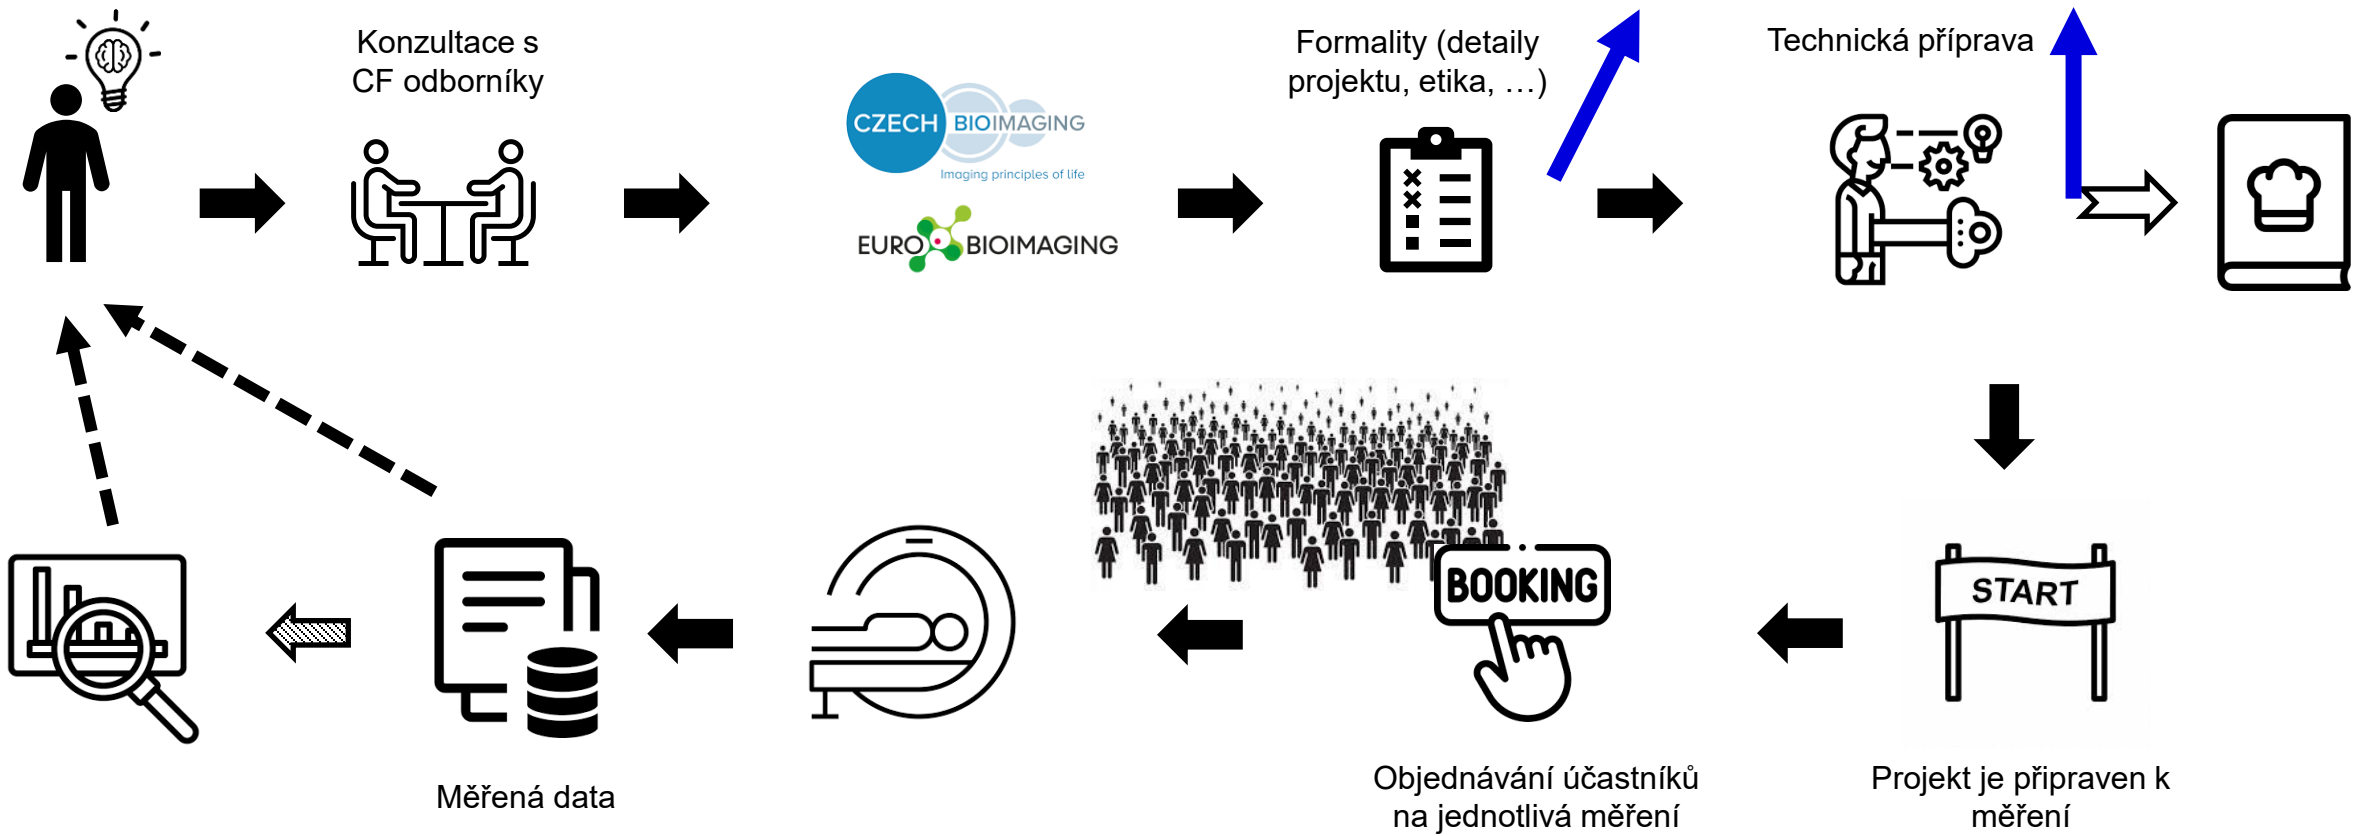 Konzultace s
CF odborníky
CZECH BIOIMAGING
Imaging principles of life
EURO BIOIMAGING
Formality (detaily
projektu, etika, …)
Technická příprava
START
Projekt je připraven k
měření
BOOKING
Objednávání účastníků
na jednotlivá měření
Měřená data